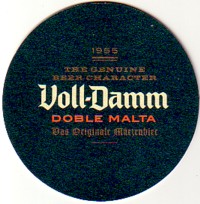 1955
THE GENUINE
BEER CHARACTER
Voll-Damm
DOBLE MALTA
Das Originale Märzenbier